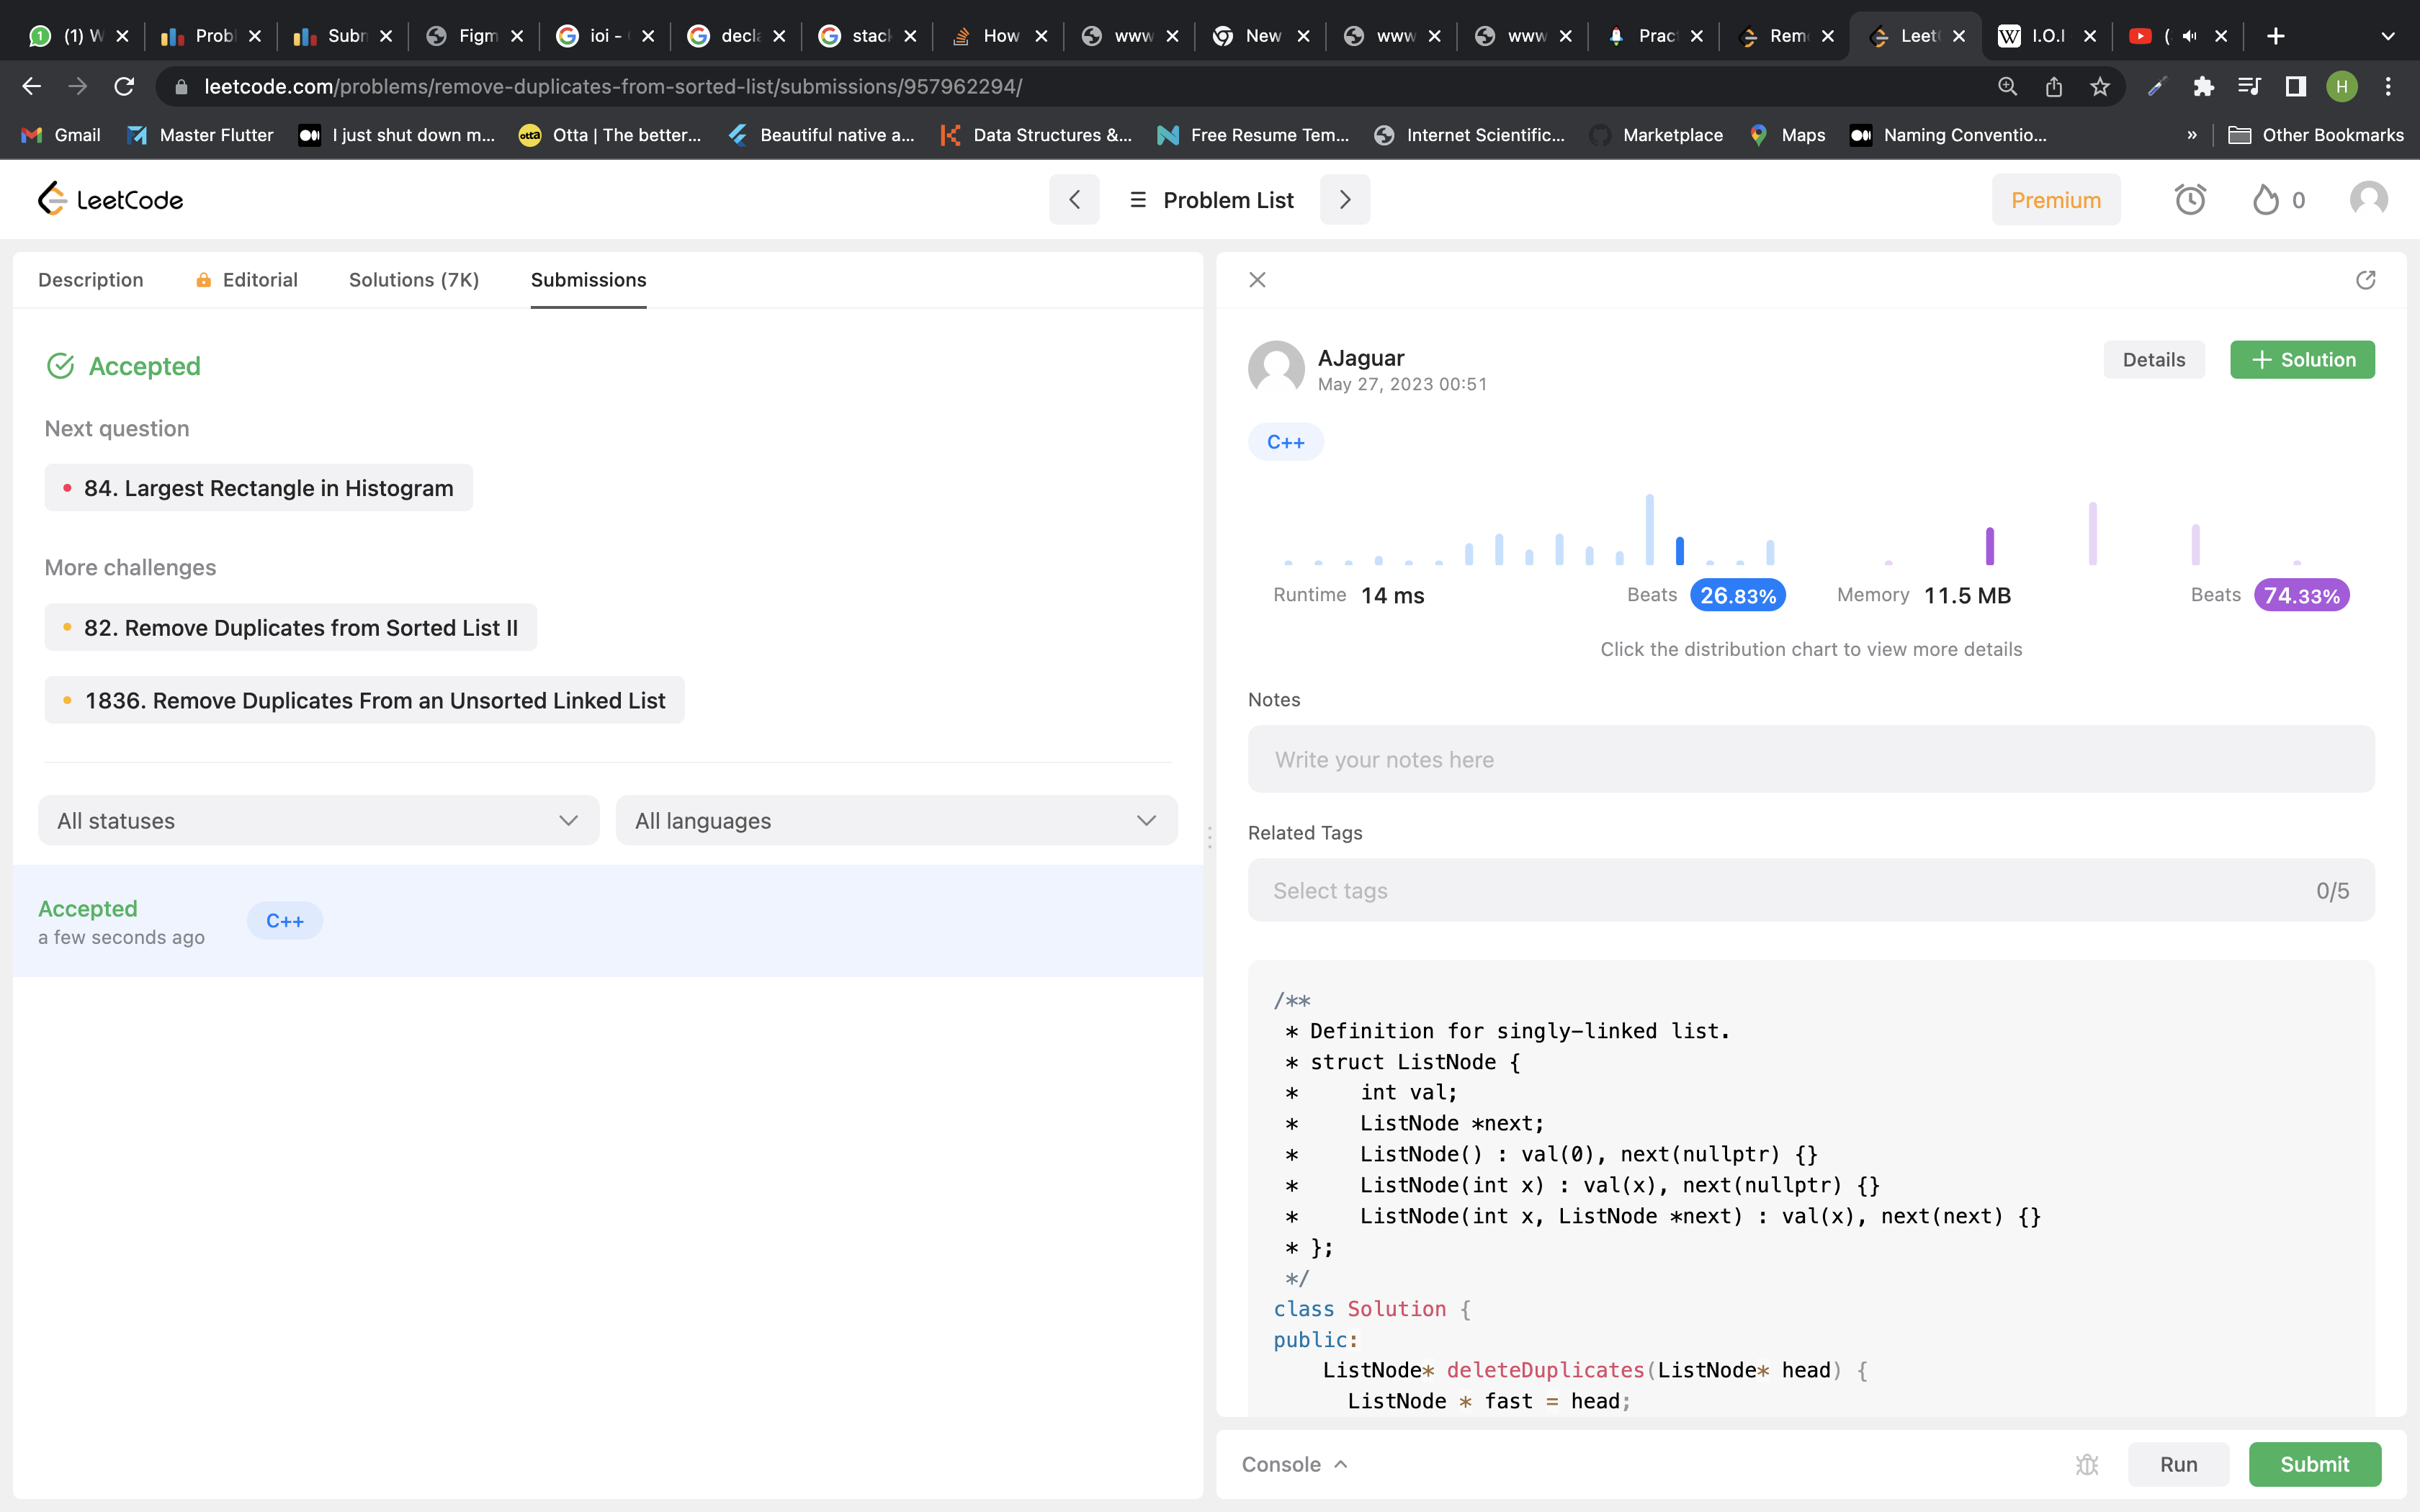 (1) W
Probl
Subm
Figm
ioi -
decla
stack
How
www
New
www
www
Prac
Rem
LeetC
I.O.I
(
leetcode.com/problems/remove-duplicates-from-sorted-list/submissions/957962294/
H
Gmail
Master Flutter
I just shut down m...
otta
Otta | The better...
Beautiful native a...
Data Structures &...
Free Resume Tem...
Internet Scientific...
Marketplace
Maps
Naming Conventio...
»
Other Bookmarks
LeetCode
Problem List
Premium
0
Description
Editorial
Solutions (7K)
Submissions
Accepted
Next question
84. Largest Rectangle in Histogram
More challenges
82. Remove Duplicates from Sorted List II
1836. Remove Duplicates From an Unsorted Linked List
All statuses
All languages
Accepted
a few seconds ago
C++
AJaguar
May 27, 2023 00:51
Details
+ Solution
C++
Runtime 14 ms
Beats 26.83%
Memory 11.5 MB
Beats 74.33%
Click the distribution chart to view more details
Notes
Write your notes here
Related Tags
Select tags
0/5
/**
 * Definition for singly-linked list.
 * struct ListNode {
 *     int val;
 *     ListNode *next;
 *     ListNode() : val(0), next(nullptr) {}
 *     ListNode(int x) : val(x), next(nullptr) {}
 *     ListNode(int x, ListNode *next) : val(x), next(next) {}
 * };
 */
class Solution {
public:
    ListNode* deleteDuplicates(ListNode* head) {
      ListNode * fast = head;
Console
Run
Submit